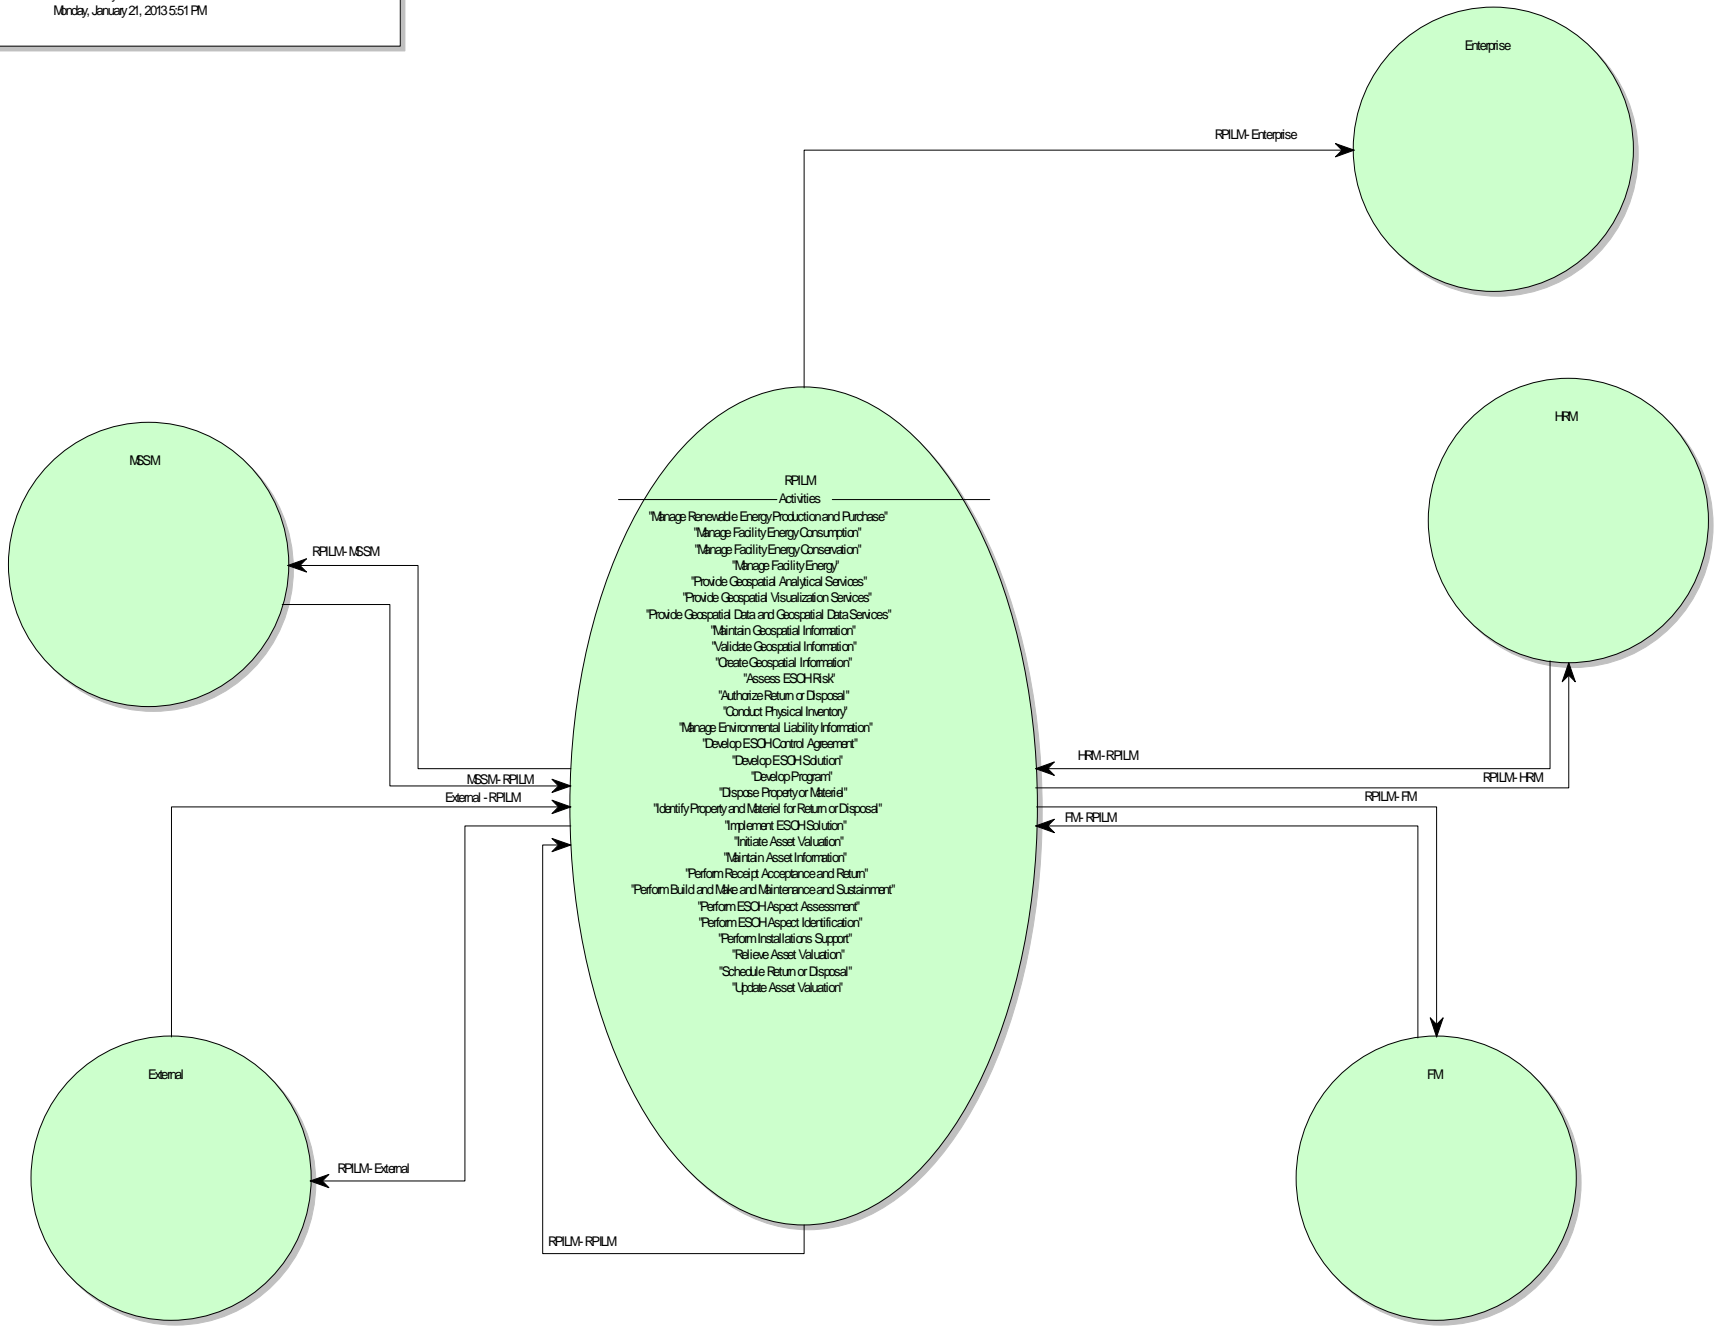 Monday, January 21, 2013 5:51 PM
Enterprise
RPILM - Enterprise
HRM
MSSM
RPILM
Activities
"Manage Renewable Energy Production and Purchase"
"Manage Facility Energy Consumption"
"Manage Facility Energy Conservation"
"Manage Facility Energy"
"Provide Geospatial Analytical Services"
"Provide Geospatial Visualization Services"
"Provide Geospatial Data and Geospatial Data Services"
"Maintain Geospatial Information"
"Validate Geospatial Information"
"Create Geospatial Information"
"Assess ESOH Risk"
"Authorize Return or Disposal"
"Conduct Physical Inventory"
"Manage Environmental Liability Information"
"Develop ESOH Control Agreement"
"Develop ESOH Solution"
"Develop Program"
"Dispose Property or Materiel"
"Identify Property and Materiel for Return or Disposal"
"Implement ESOH Solution"
"Initiate Asset Valuation"
"Maintain Asset Information"
"Perform Receipt Acceptance and Return"
"Perform Build and Make and Maintenance and Sustainment"
"Perform ESOH Aspect Assessment"
"Perform ESOH Aspect Identification"
"Perform Installations Support"
"Relieve Asset Valuation"
"Schedule Return or Disposal"
"Update Asset Valuation"
RPILM - MSSM
MSSM - RPILM
External - RPILM
HRM - RPILM
RPILM - HRM
RPILM - FM
FM - RPILM
External
FM
RPILM - External
RPILM - RPILM